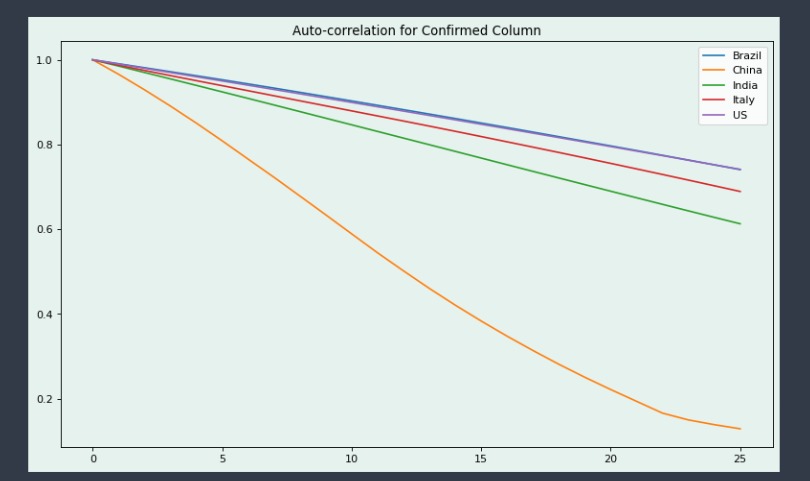 Auto-correlation for Confirmed Column
1.0
0.8
0.6
0.4
0.2
Brazil
China
India
Italy
US
0 5 10 15 20 25